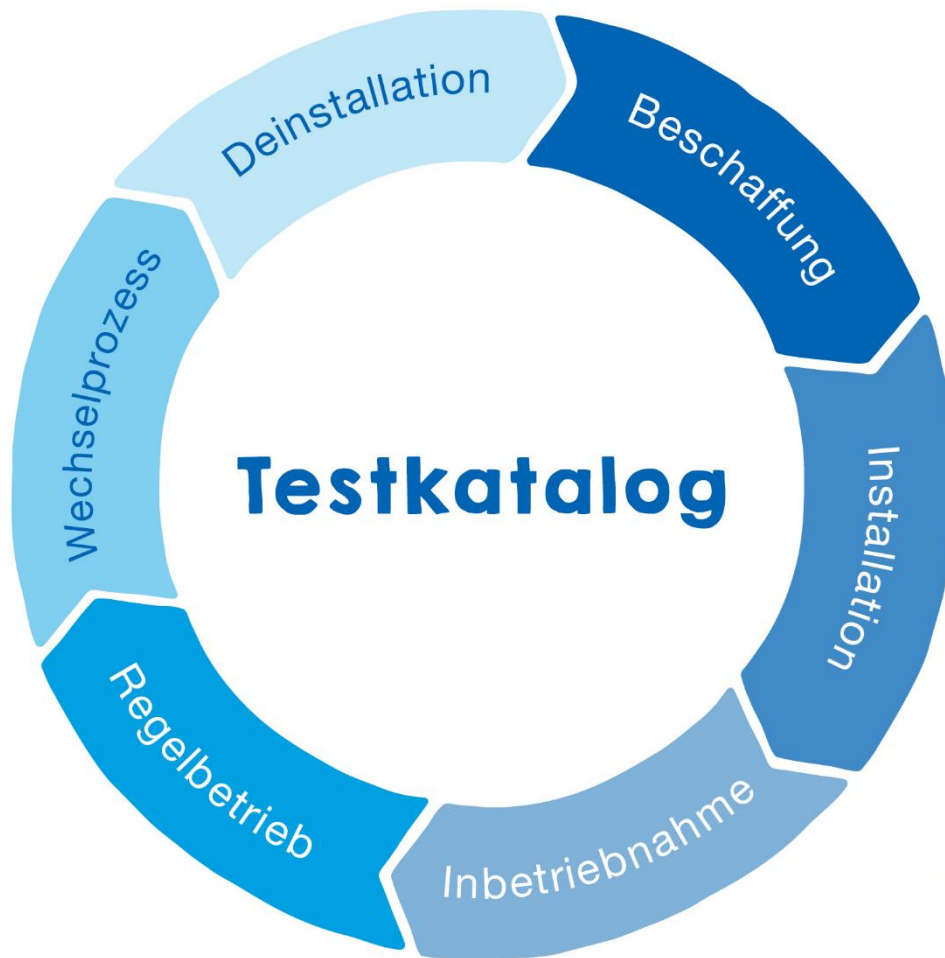 Deinstallation
Beschaffung
Wechselprozess
Testkatalog
Installation
Regelbetrieb
Inbetriebnahme